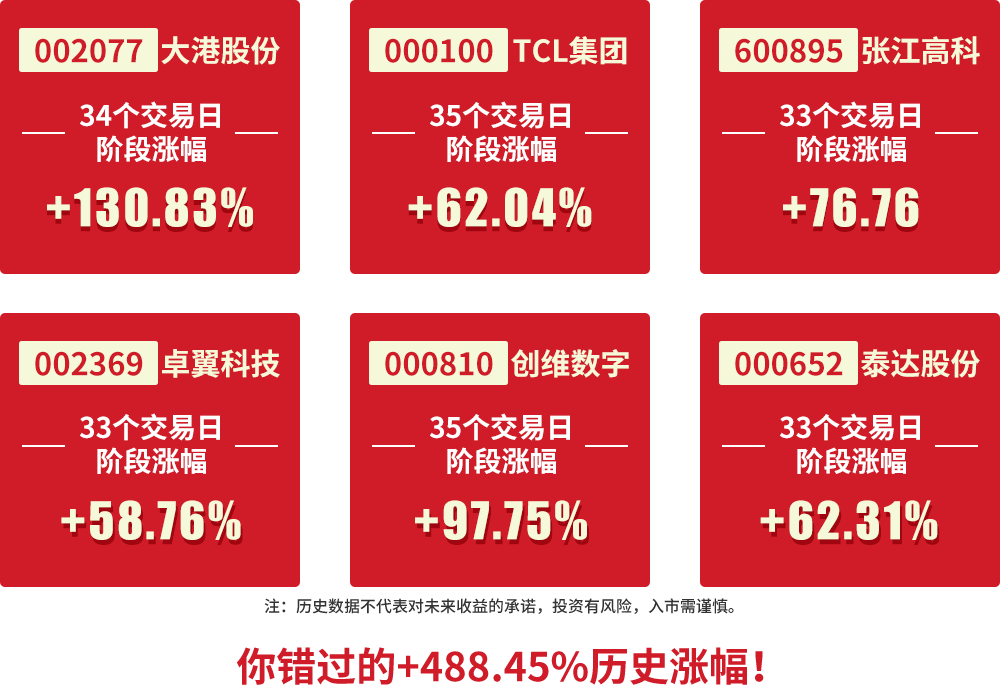 002077 大港股份
34个交易日
阶段涨幅
+130.83%
000100 TCL集团
35个交易日
阶段涨幅
+62.04%
600895 张江高科
33个交易日
阶段涨幅
+76.76
002369 卓翼科技
33个交易日
阶段涨幅
+58.76%
000810 创维数字
35个交易日
阶段涨幅
+97.75%
000652 泰达股份
33个交易日
阶段涨幅
+62.31%
注：历史数据不代表对未来收益的承诺，投资有风险，入市需谨慎。
你错过的+488.45%历史涨幅！